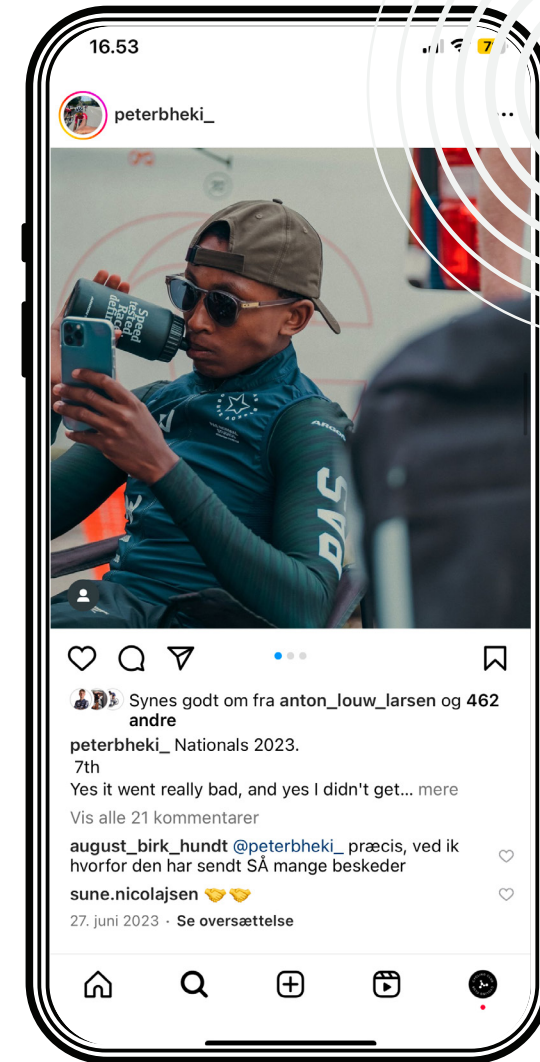 16.53
peterbheki_
Speed
tested
Race
defin
ARGON
PAS
Synes godt om fra anton_louw_larsen og 462
andre
peterbheki_ Nationals 2023.
7th
Yes it went really bad, and yes I didn't get... mere
Vis alle 21 kommentarer
august_birk_hundt @peterbheki_ præcis, ved ik
hvorfor den har sendt SÅ mange beskeder
sune.nicolajsen 🤝 🤝
27. juni 2023 · Se oversættelse